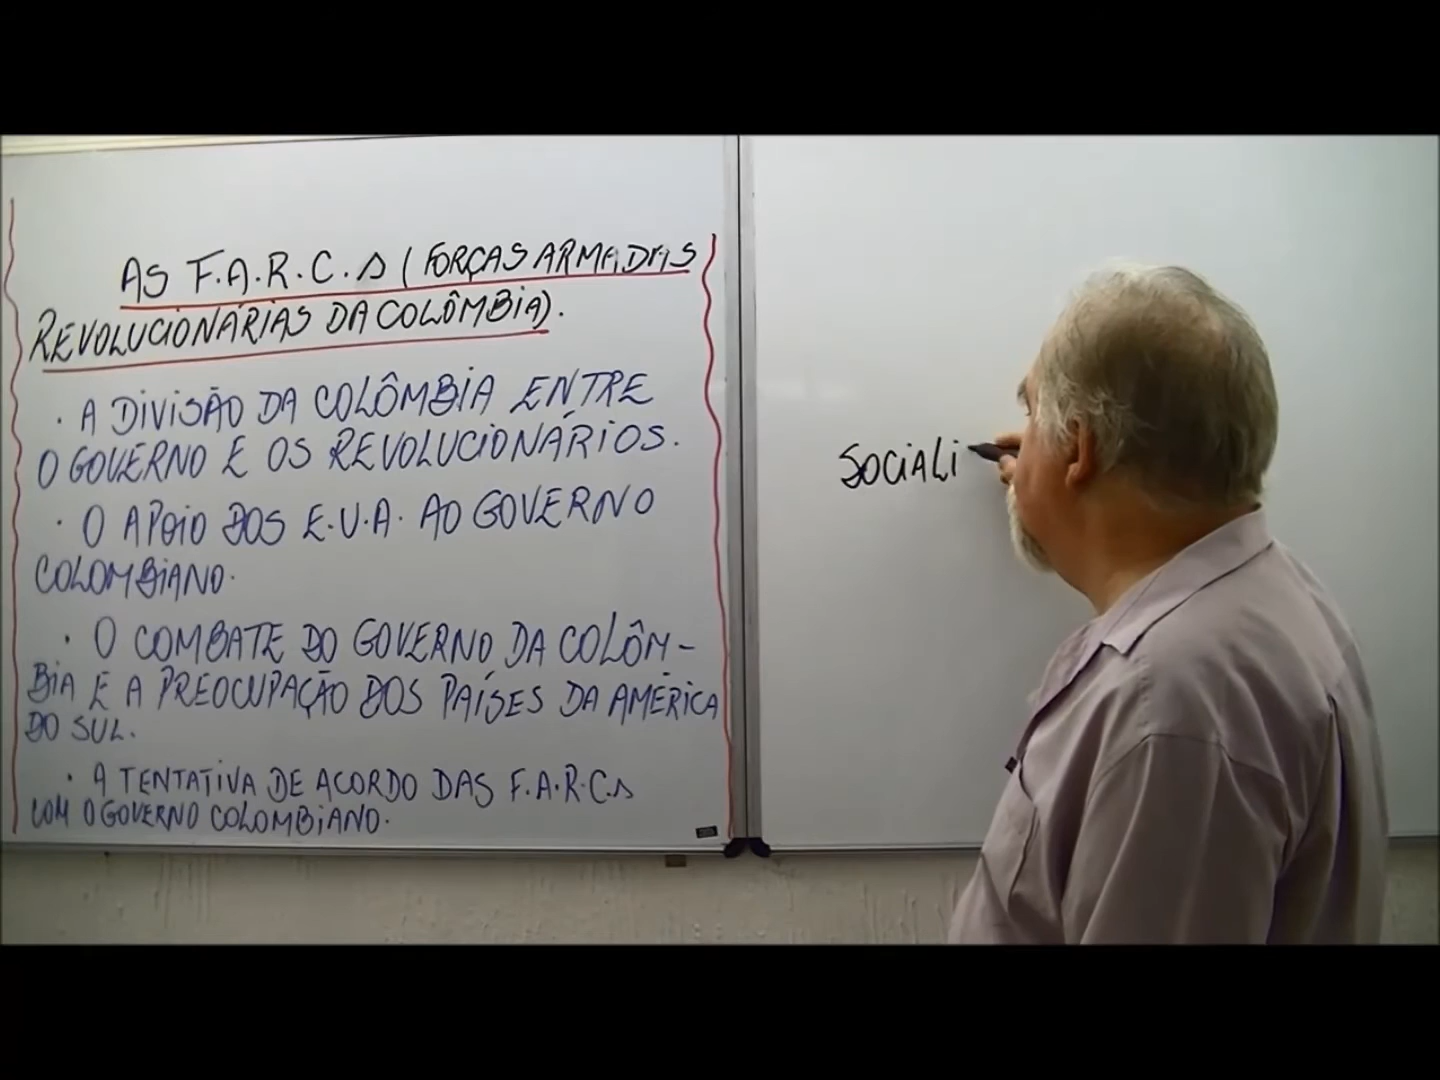 AS F.A.R.C.s (FORÇAS ARMADAS
REVOLUCIONÁRIAS DA COLÔMBIA).
· A DIVISÃO DA COLÔMBIA ENTRE
O GOVERNO E OS REVOLUCIONÁRIOS.
· O APOIO DOS E.U.A. AO GOVERNO
COLOMBIANO.
· O COMBATE DO GOVERNO DA COLÔM-
BIA E A PREOCUPAÇÃO DOS PAÍSES DA AMÉRICA
DO SUL.
· A TENTATIVA DE ACORDO DAS F.A.R.C.s
COM O GOVERNO COLOMBIANO.
SOCIALI